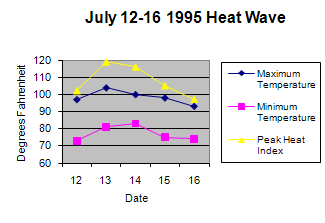 July 12-16 1995 Heat Wave
Degrees Fahrenheit
120
110
100
90
80
70
60
12 13 14 15 16
Date
Maximum
Temperature
Minimum
Temperature
Peak Heat
Index